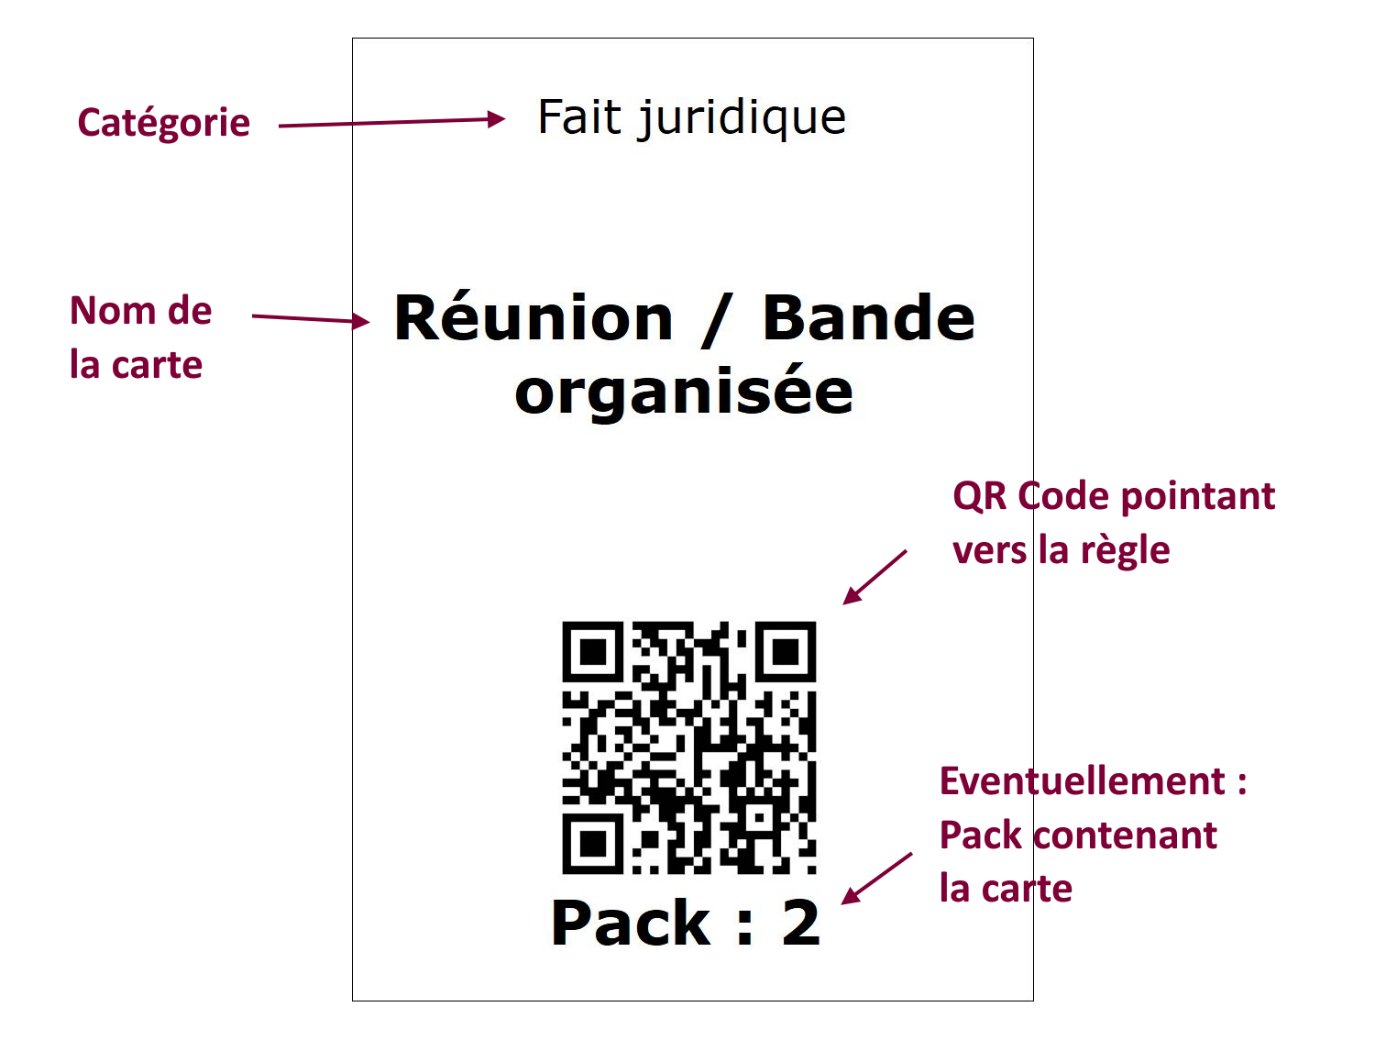 Catégorie
Fait juridique
Nom de
la carte
Réunion / Bande
organisée
QR Code pointant
vers la règle
Eventuellement :
Pack contenant
la carte
Pack : 2